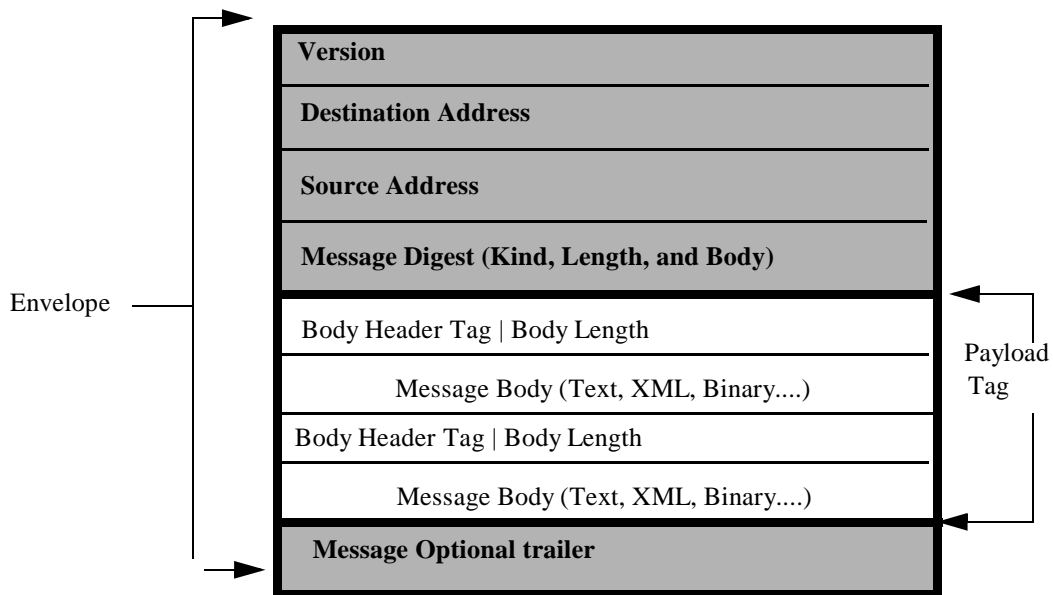 Version
Destination Address
Source Address
Message Digest (Kind, Length, and Body)
Envelope
Body Header Tag | Body Length
Payload
Tag
Message Body (Text, XML, Binary....)
Body Header Tag | Body Length
Message Body (Text, XML, Binary....)
Message Optional trailer